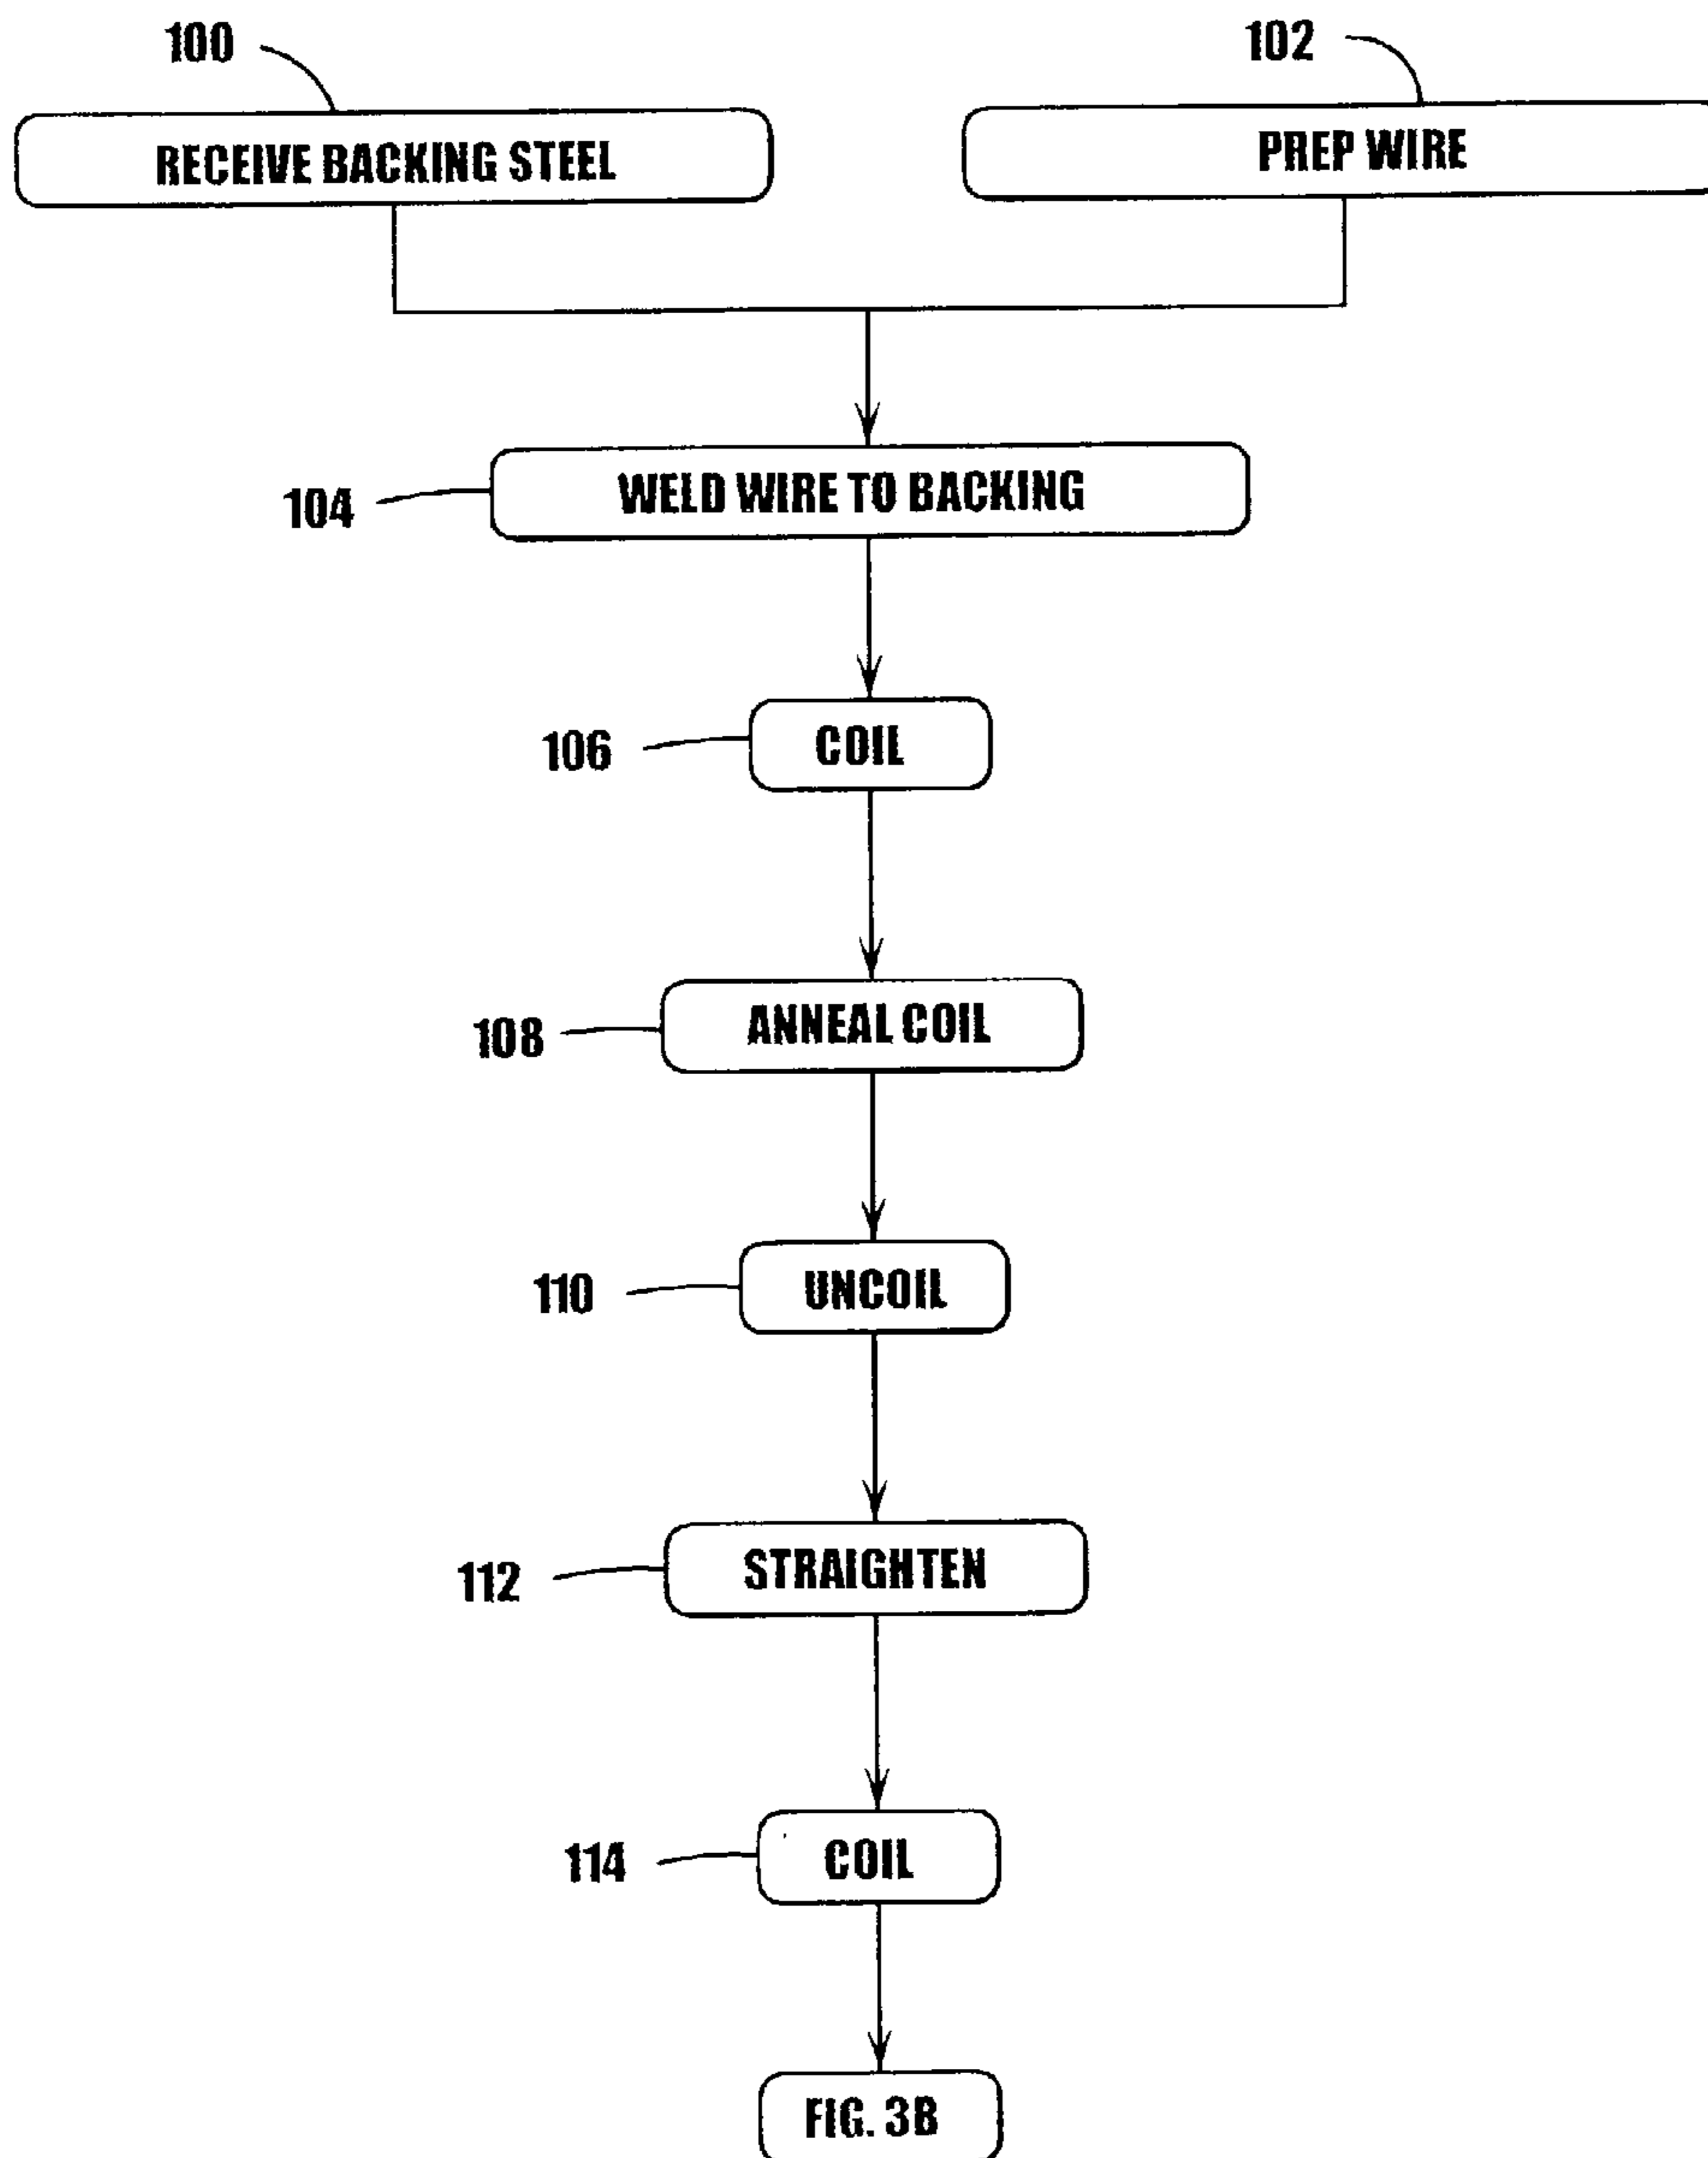 100
102
RECEIVE BACKING STEEL
PREP WIRE
104
WELD WIRE TO BACKING
106
COIL
108
ANNEAL COIL
110
UNCOIL
112
STRAIGHTEN
114
COIL
FIG. 3B